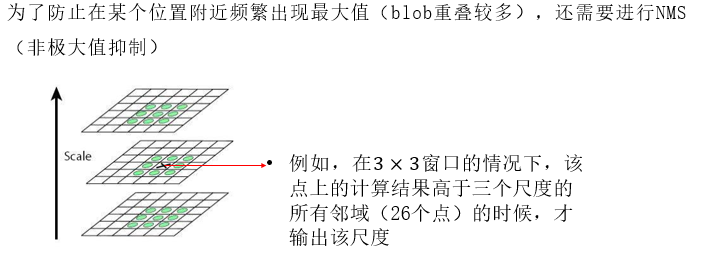 为了防止在某个位置附近频繁出现最大值（blob重叠较多），还需要进行NMS
（非极大值抑制）
Scale
• 例如，在3 × 3窗口的情况下，该
点上的计算结果高于三个尺度的
所有邻域（26个点）的时候，才
输出该尺度